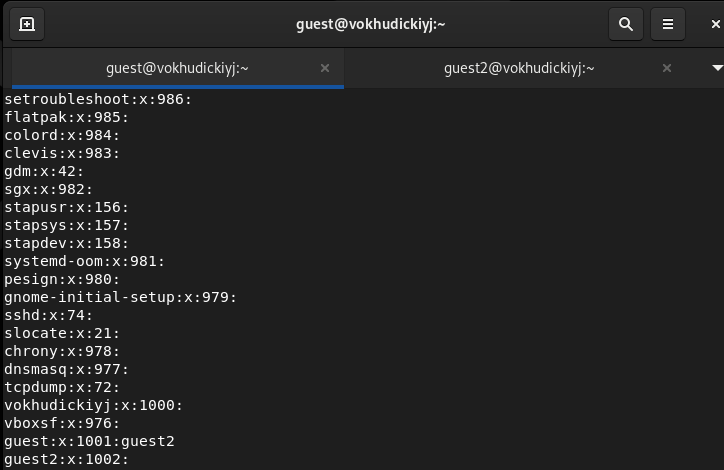 guest@vokhudickiyj:~
guest@vokhudickiyj:~ guest2@vokhudickiyj:~
setroubleshoot:x:986:
flatpak:x:985:
colord:x:984:
clevis:x:983:
gdm:x:42:
sgx:x:982:
stapusr:x:156:
stapsys:x:157:
stapdev:x:158:
systemd-oom:x:981:
pesign:x:980:
gnome-initial-setup:x:979:
sshd:x:74:
slocate:x:21:
chrony:x:978:
dnsmasq:x:977:
tcpdump:x:72:
vokhudickiyj:x:1000:
vboxsf:x:976:
guest:x:1001:guest2
guest2:x:1002: